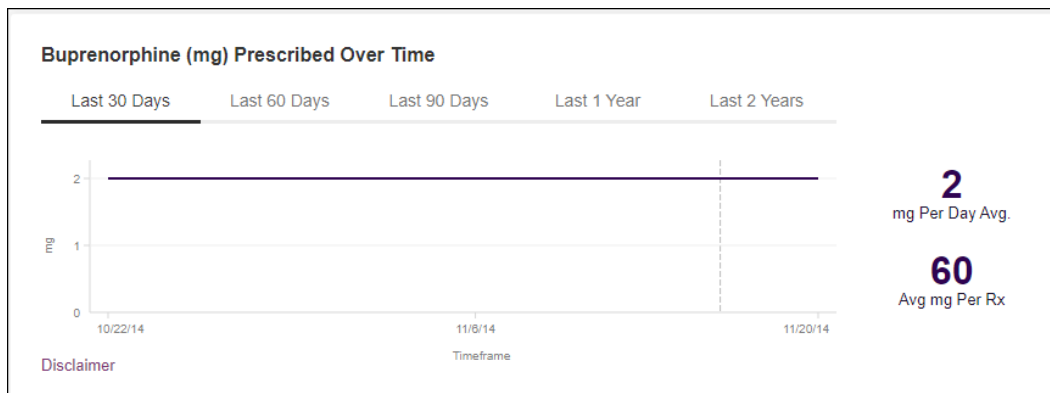 Buprenorphine (mg) Prescribed Over Time
Last 30 Days Last 60 Days Last 90 Days Last 1 Year Last 2 Years
2
1
0
mg
10/22/14 11/6/14 11/20/14
Timeframe
2
mg Per Day Avg.
60
Avg mg Per Rx
Disclaimer